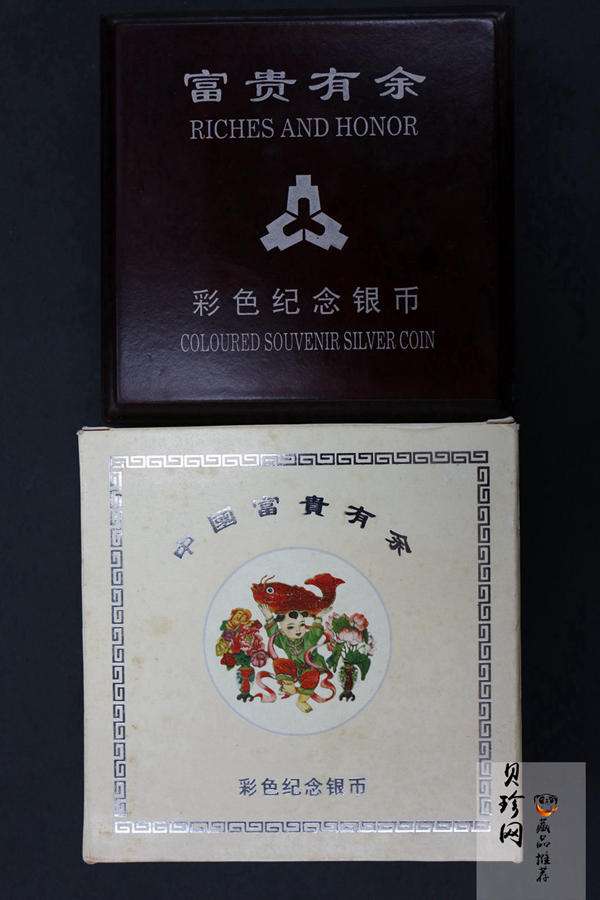 富贵有余
RICHES AND HONOR
彩色纪念银币
COLOURED SOUVENIR SILVER COIN
中國富貴有余
彩色纪念银币
贝珍网
藏品推荐